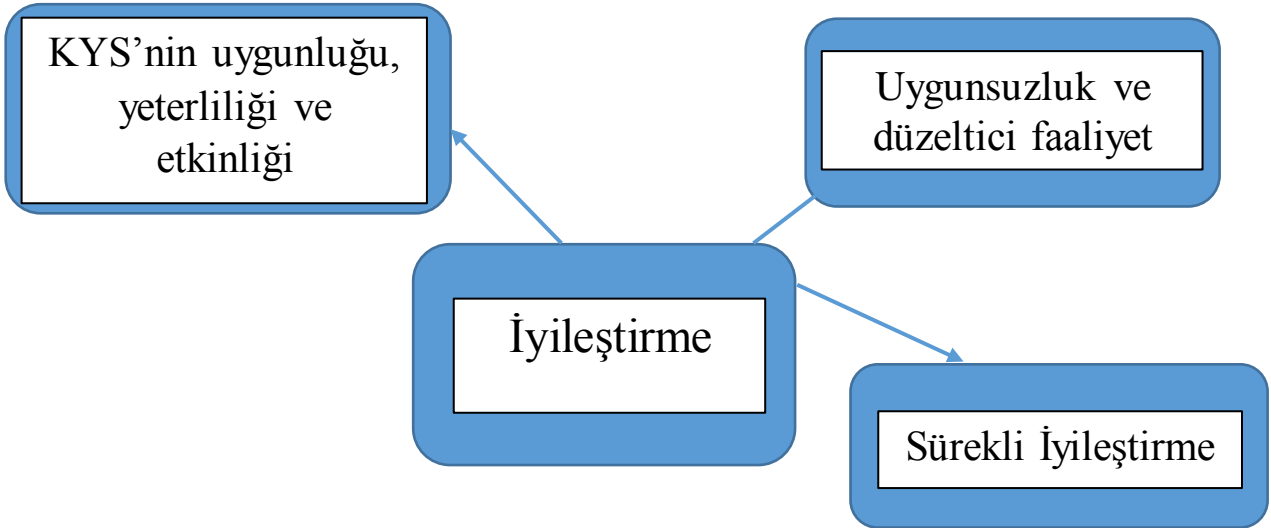 KYS’nin uygunluğu,
yeterliliği ve
etkinliği
Uygunsuzluk ve
düzeltici faaliyet
İyileştirme
Sürekli İyileştirme